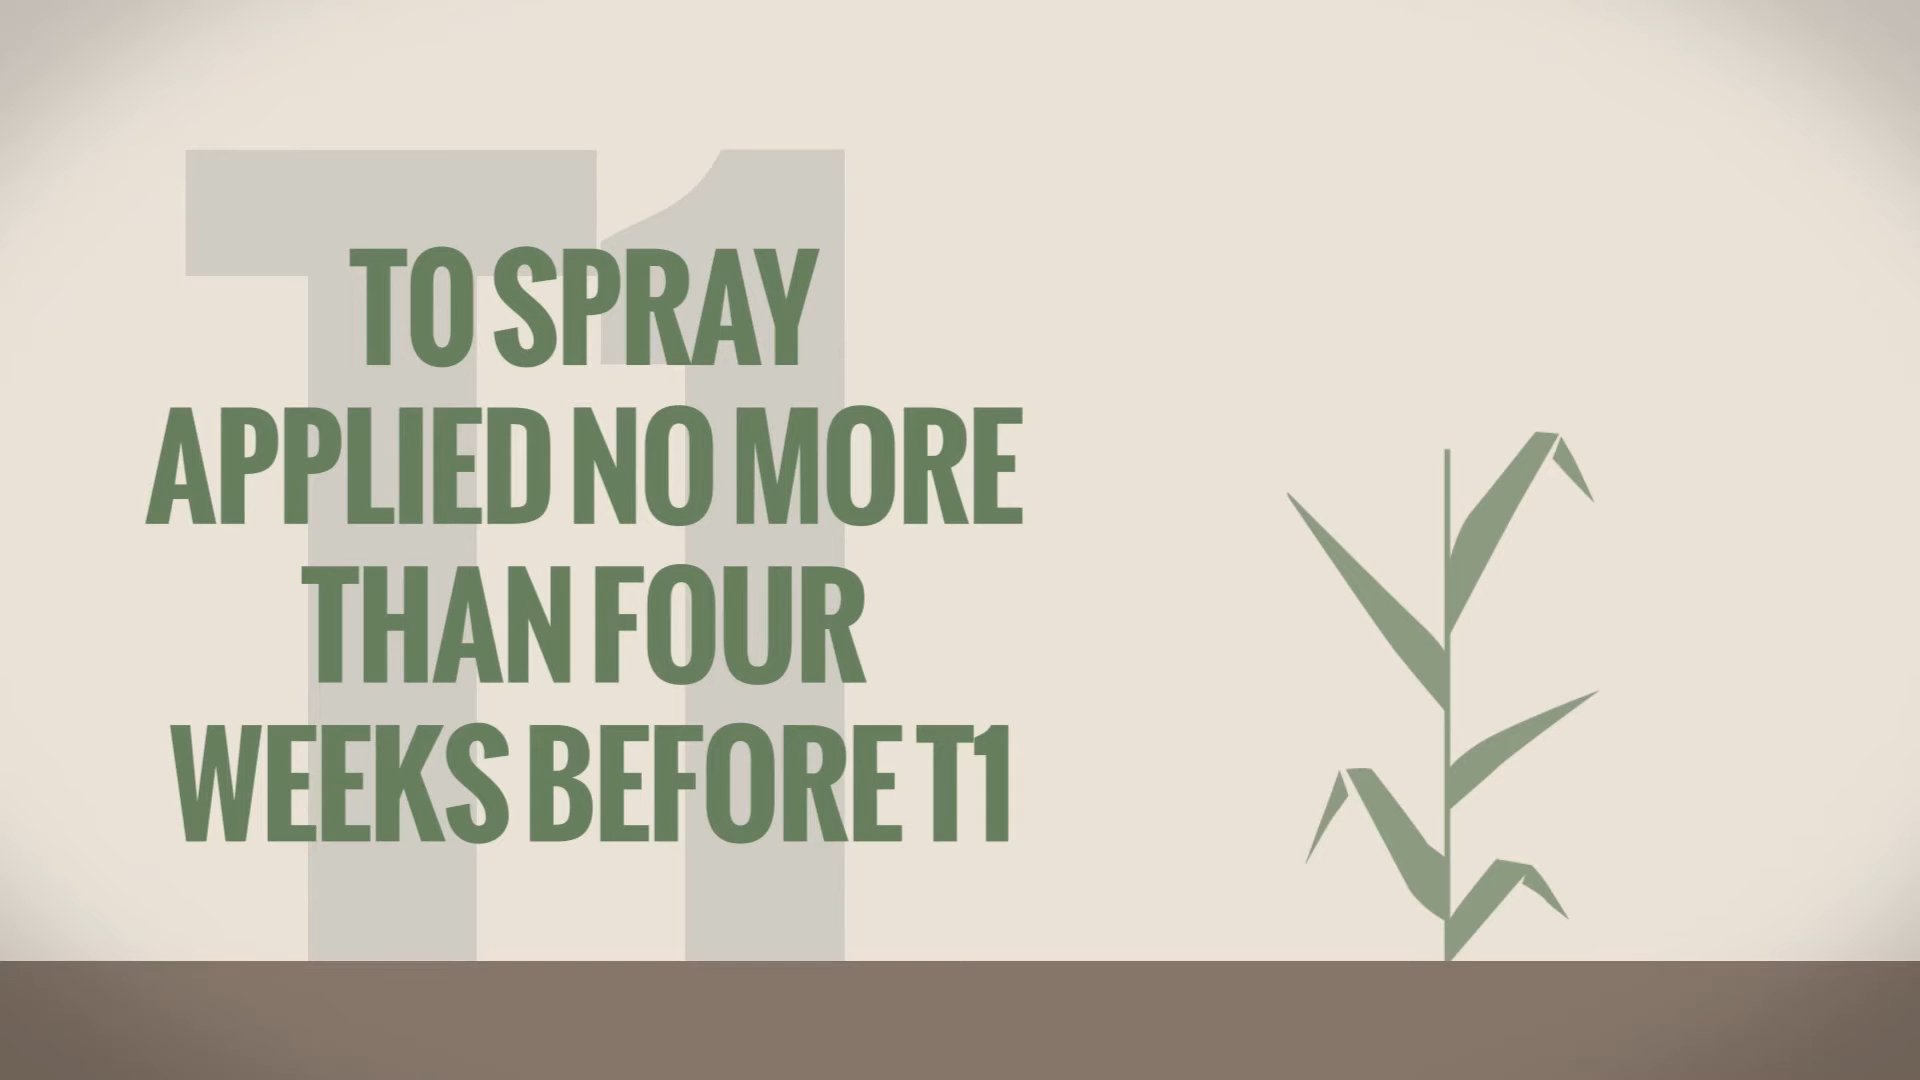 T1
TO SPRAY
APPLIED NO MORE
THAN FOUR
WEEKS BEFORE T1